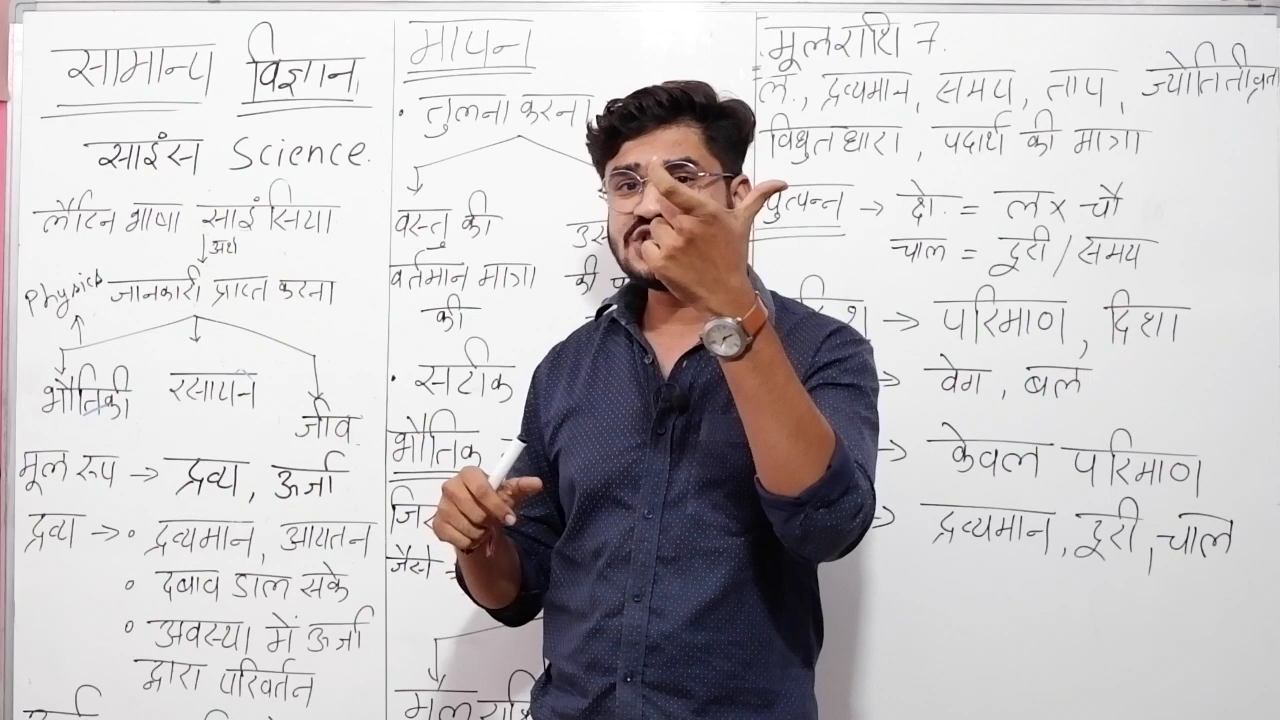 सामान्य विज्ञान
साइंस Science.
लैटिन भाषा साइंसिया
↓ अर्थ
Physics जानकारी प्राप्त करना
भौतिकी रसायन जीव
मूल रूप → द्रव्य, ऊर्जा
द्रव्य → • द्रव्यमान, आयतन
• दबाव डाल सके
• अवस्था में ऊर्जा
द्वारा परिवर्तन
मापन
• तुलना करना
वस्तु की
वर्तमान मात्रा की
की
• सटीक
भौतिक
जैसे
मूल राशि
मूल राशि 7.
ल., द्रव्यमान, समय, ताप, ज्योति तीव्रता
विधुत धारा, पदार्थ की मात्रा
→ क्षे. = ल x चौ
चाल = दूरी / समय
→ परिमाण, दिशा
→ वेग, बल
→ केवल परिमाण
→ द्रव्यमान, दूरी, चाल